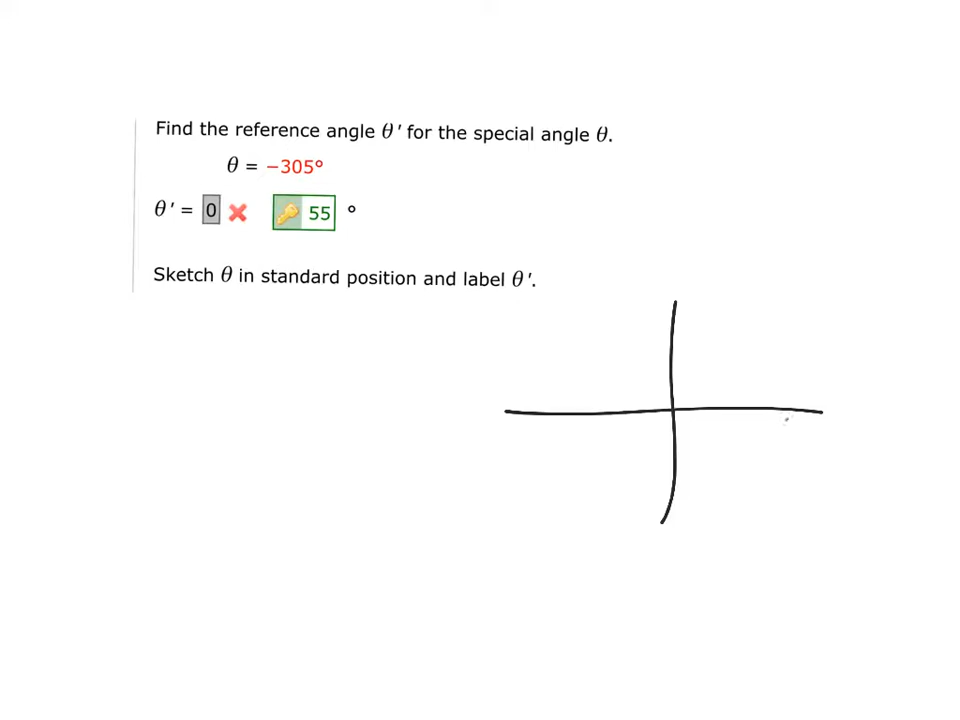 Find the reference angle θ' for the special angle θ.
θ = −305°
θ' = 0 55 °
Sketch θ in standard position and label θ'.